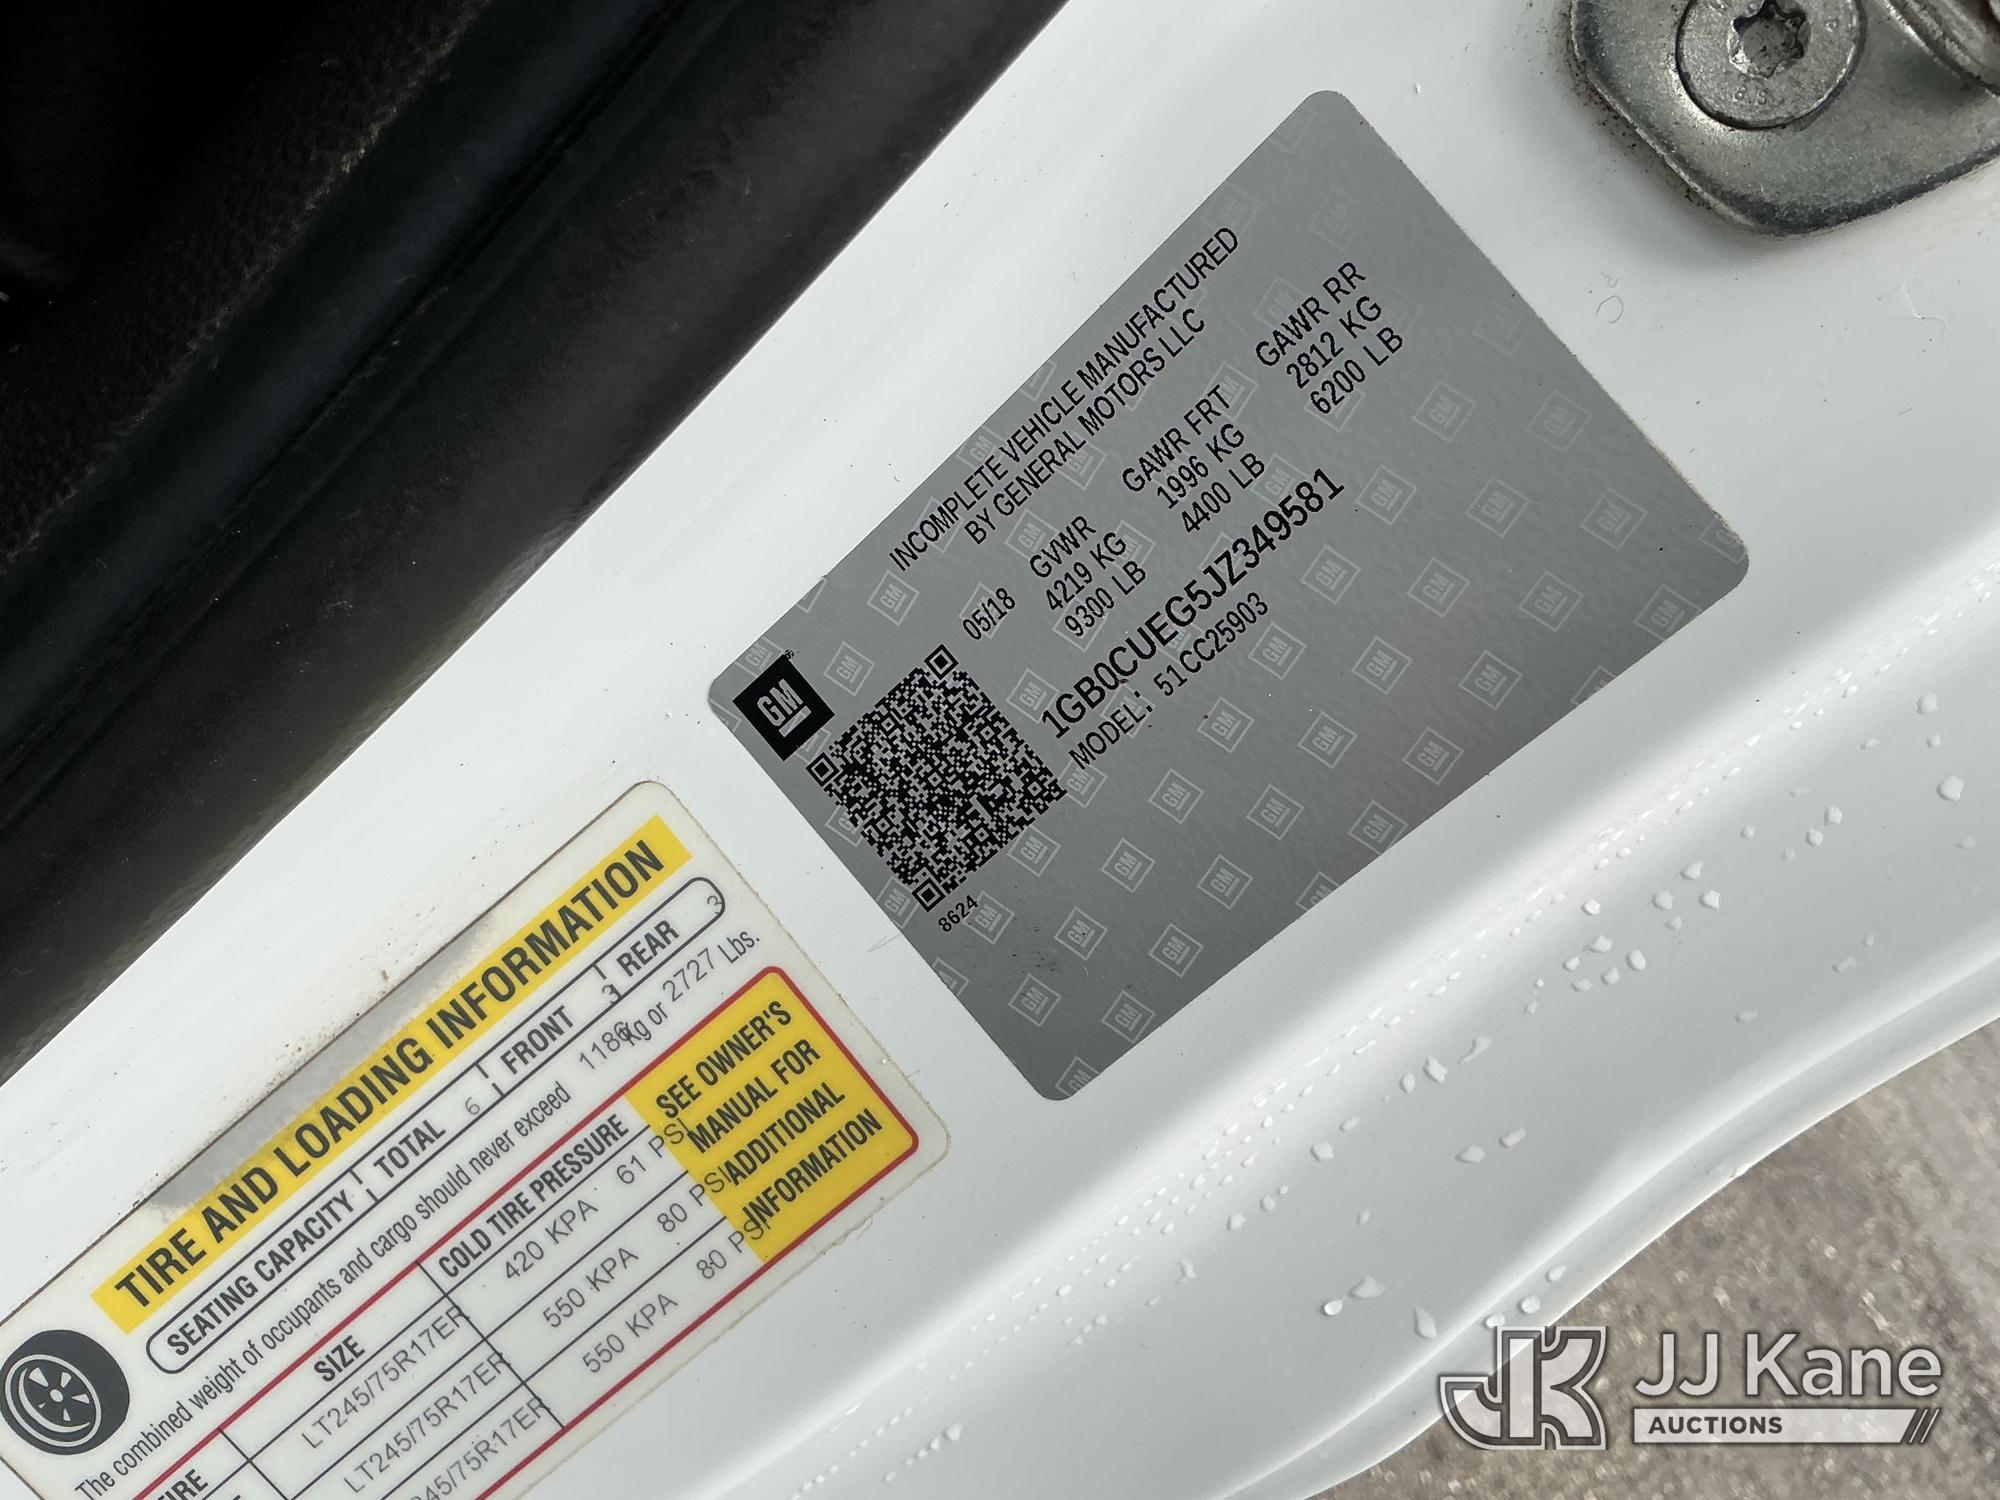 INCOMPLETE VEHICLE MANUFACTURED
BY GENERAL MOTORS LLC
05/18 GVWR GAWR FRT GAWR RR
4219 KG 1996 KG 2812 KG
9300 LB 4400 LB 6200 LB
1GB0CUEG5JZ349581
MODEL: 51CC25903
GM
8624
TIRE AND LOADING INFORMATION
SEATING CAPACITY TOTAL 6 FRONT 3 REAR 3
The combined weight of occupants and cargo should never exceed 1186 Kg or 2727 Lbs.
SIZE COLD TIRE PRESSURE
LT245/75R17ER 420 KPA 61 PSI
LT245/75R17ER 550 KPA 80 PSI
245/75R17ER 550 KPA 80 PSI
SEE OWNER'S
MANUAL FOR
ADDITIONAL
INFORMATION
JK JJ Kane
AUCTIONS